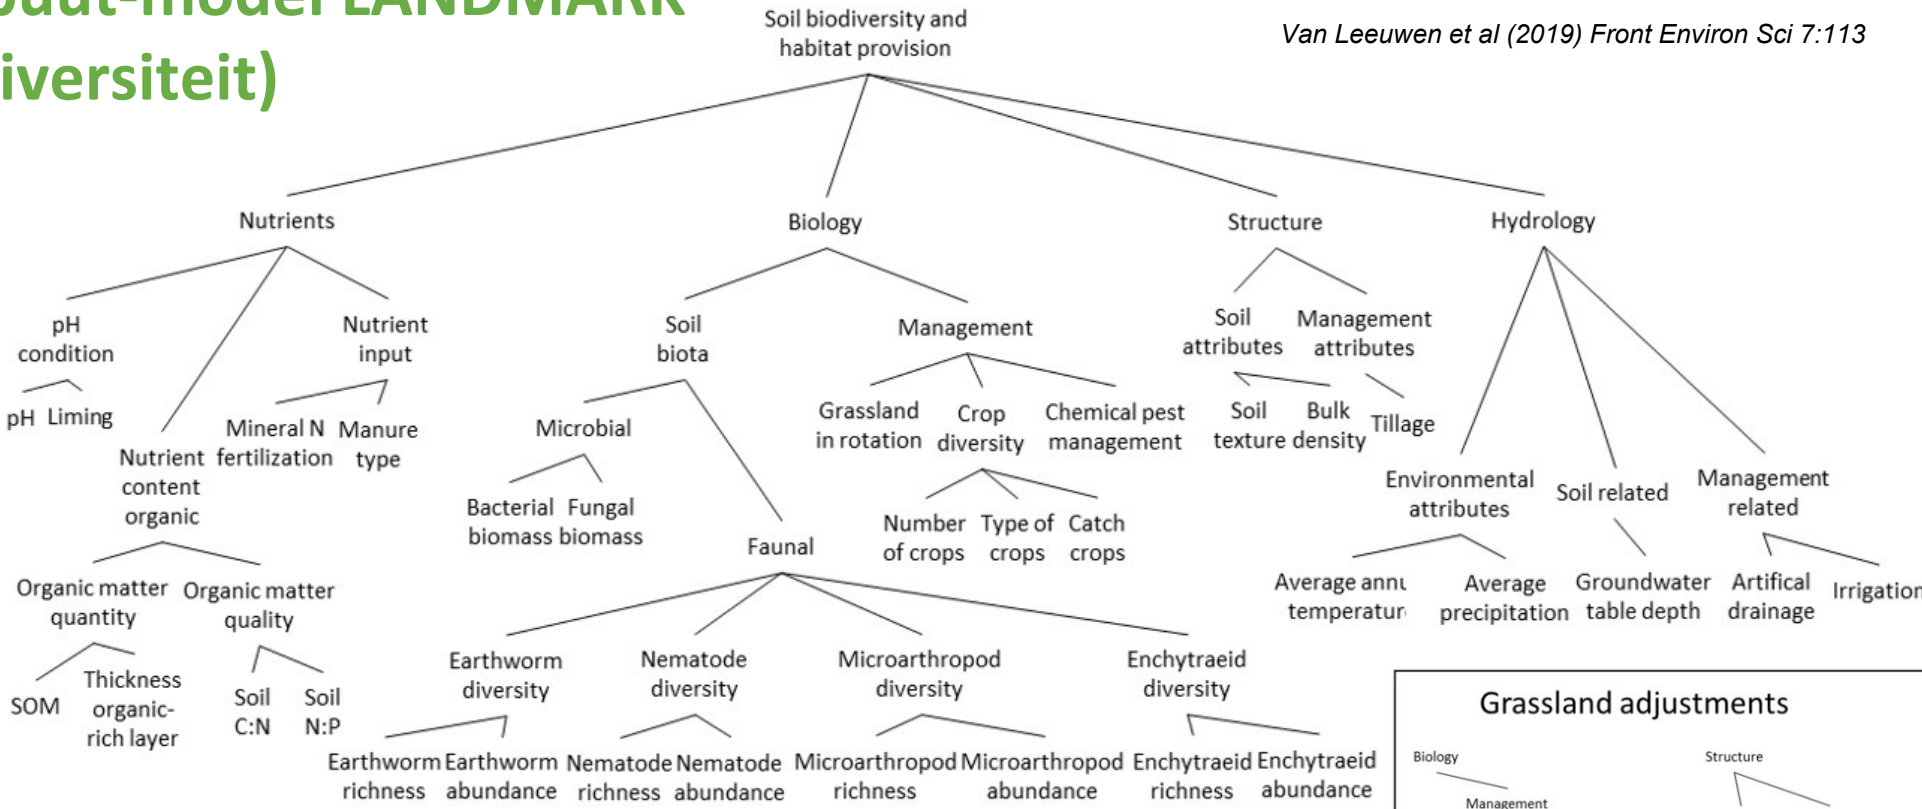 LANDMARK
iversiteit)
Soil biodiversity and
habitat provision
Van Leeuwen et al (2019) Front Environ Sci 7:113
Nutrients
Biology
Structure
Hydrology
pH
condition
Nutrient
input
Soil
biota
Management
Soil
attributes
Management
attributes
pH Liming
Mineral N
fertilization
Manure
type
Nutrient
content
organic
Microbial
Grassland
in rotation
Crop
diversity
Chemical pest
management
Soil
texture
Bulk
density
Tillage
Environmental
attributes
Soil related
Management
related
Bacterial
biomass
Fungal
biomass
Faunal
Number
of crops
Type of
crops
Catch
crops
Organic matter
quantity
Organic matter
quality
Average annu
temperatur
Average
precipitation
Groundwater
table depth
Artifical
drainage
Irrigation
SOM
Thickness
organic-
rich layer
Soil
C:N
Soil
N:P
Earthworm
diversity
Nematode
diversity
Microarthropod
diversity
Enchytraeid
diversity
Earthworm
richness
Earthworm
abundance
Nematode
richness
Nematode
abundance
Microarthropod
richness
Microarthropod
abundance
Enchytraeid
richness
Enchytraeid
abundance
Grassland adjustments
Biology
Structure
Management